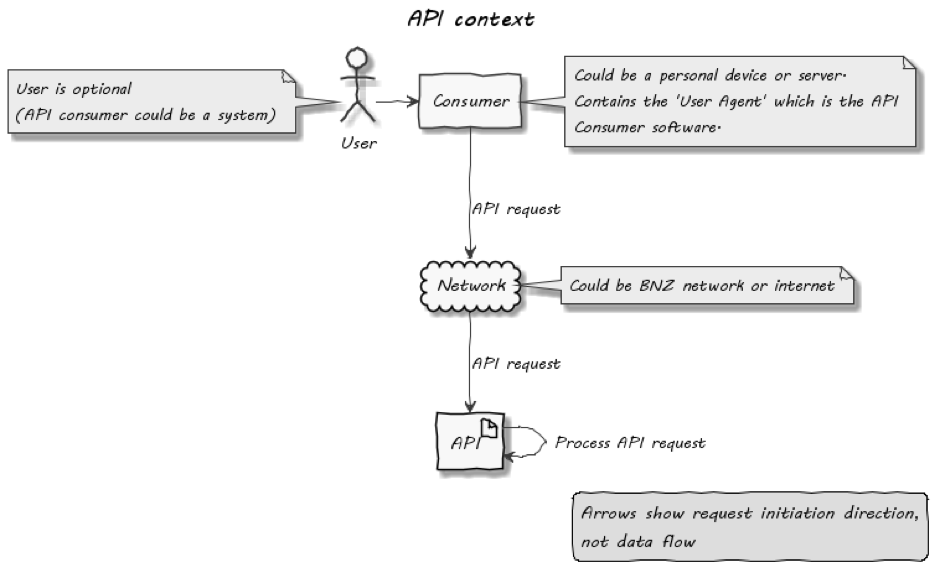 API context
User is optional
(API consumer could be a system)
User
Consumer
Could be a personal device or server.
Contains the 'User Agent' which is the API
Consumer software.
API request
Network
Could be BNZ network or internet
API request
API
Process API request
Arrows show request initiation direction,
not data flow